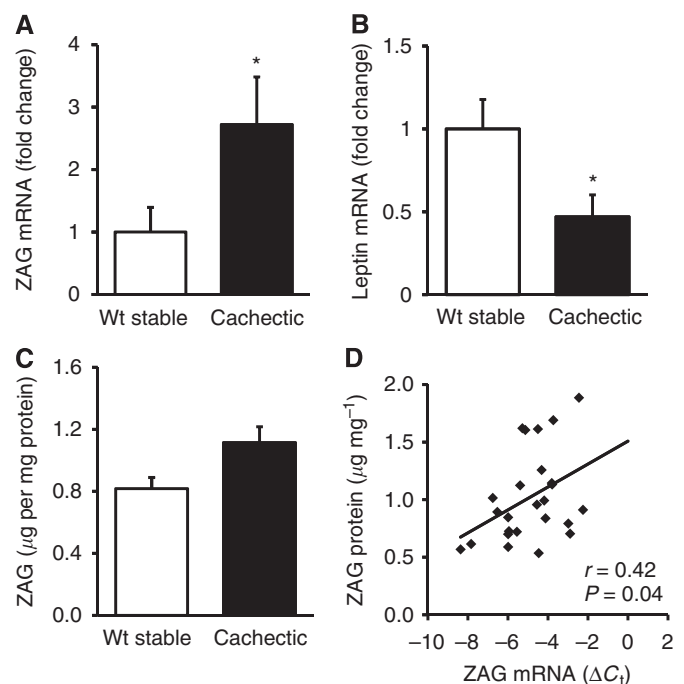 A
ZAG mRNA (fold change)
4
3
2
1
0
*
Wt stable
Cachectic
B
Leptin mRNA (fold change)
1.5
1
0.5
0
*
Wt stable
Cachectic
C
ZAG (μg per mg protein)
1.6
1.2
0.8
0.4
0.0
Wt stable
Cachectic
D
ZAG protein (μg mg⁻¹)
2.0
1.5
1.0
0.5
0.0
r = 0.42
P = 0.04
−10 −8 −6 −4 −2 0 2
ZAG mRNA (ΔCt)